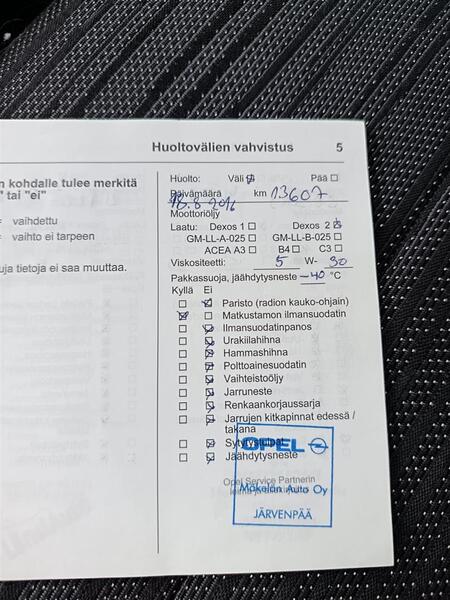 Huoltovälien vahvistus 5
n kohdalle tulee merkitä
" tai "ei"
= vaihdettu
= vaihto ei tarpeen
uja tietoja ei saa muuttaa.
Huolto: Väli ☑ Pää ☐
Päivämäärä 18.8.2016 km 13607
Moottoriöljy
Laatu: Dexos 1 ☐ Dexos 2 ☑
GM-LL-A-025 ☐ GM-LL-B-025 ☐
ACEA A3 ☐ B4 ☐ C3 ☐
Viskositeetti: 5 W- 30
Pakkassuoja, jäähdytysneste -40 °C
Kyllä Ei
☐ ☑ Paristo (radion kauko-ohjain)
☑ ☐ Matkustamon ilmansuodatin
☐ ☑ Ilmansuodatinpanos
☐ ☑ Urakiilahihna
☐ ☑ Hammashihna
☐ ☑ Polttoainesuodatin
☐ ☑ Vaihteistoöljy
☐ ☑ Jarruneste
☐ ☑ Renkaankorjaussarja
☐ ☑ Jarrujen kitkapinnat edessä /
takana
☐ ☑ Sytytystulpat
☐ ☑ Jäähdytysneste
OPEL
Opel Service Partnerin
Mäkelän Auto Oy
JÄRVENPÄÄ